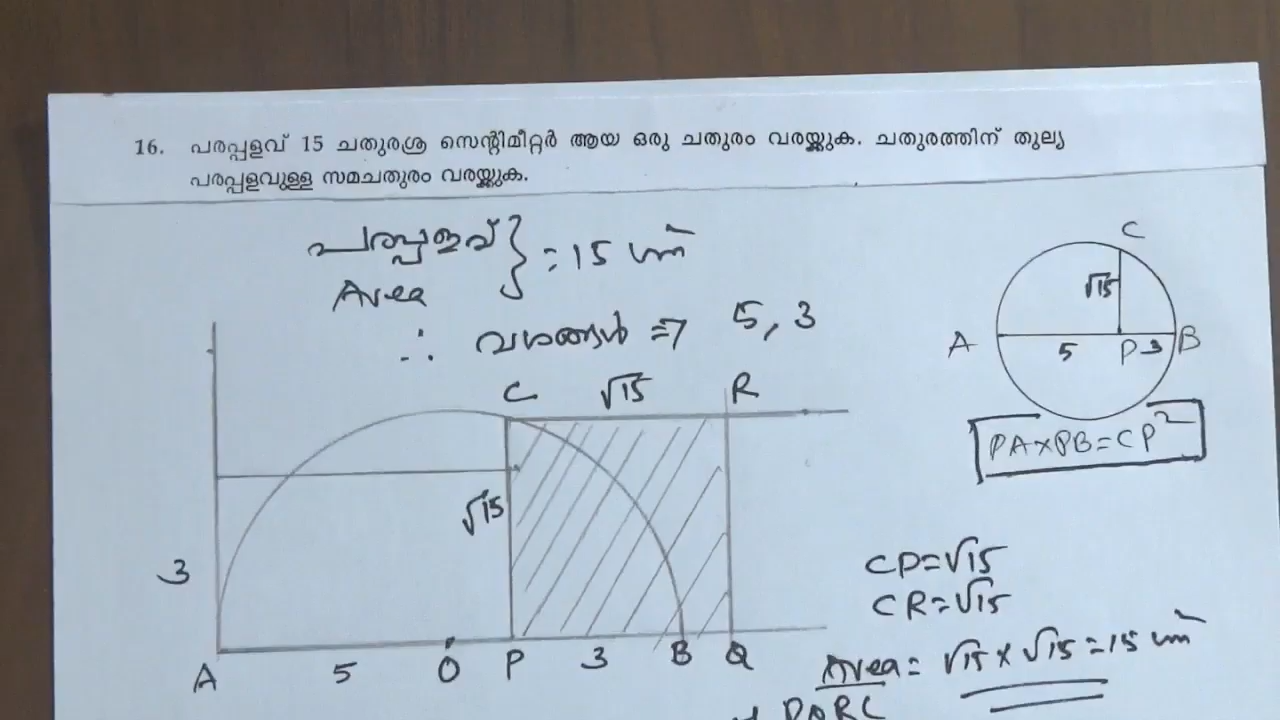 16. പരപ്പളവ് 15 ചതുരശ്ര സെന്റിമീറ്റർ ആയ ഒരു ചതുരം വരയ്ക്കുക. ചതുരത്തിന് തുല്യ
പരപ്പളവുള്ള സമചതുരം വരയ്ക്കുക.
പരപ്പളവ്
Area
} = 15 cm²
∴ വശങ്ങൾ ⇒ 5, 3
C √15 R
√15
3
A 5 O P 3 B Q
C
√15
A 5 P 3 B
PA×PB=CP²
CP=√15
CR=√15
Area = √15 × √15 = 15 cm²
PQRC